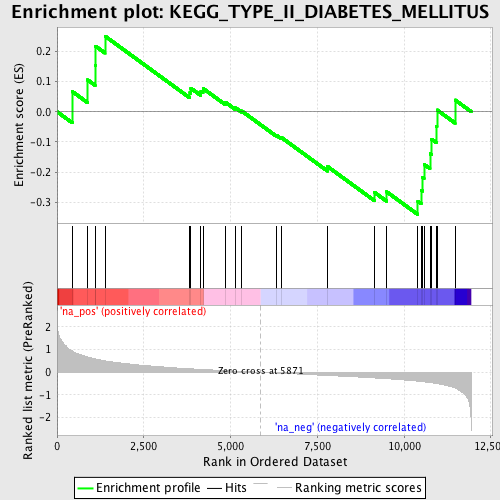 Enrichment plot: KEGG_TYPE_II_DIABETES_MELLITUS
Enrichment score (ES)
0.2
0.1
0.0
-0.1
-0.2
-0.3
'na_pos' (positively correlated)
Ranked list metric (PreRanked)
2
1
0
-1
-2
Zero cross at 5871
'na_neg' (negatively correlated)
0 2,500 5,000 7,500 10,000 12,500
Rank in Ordered Dataset
Enrichment profile Hits Ranking metric scores